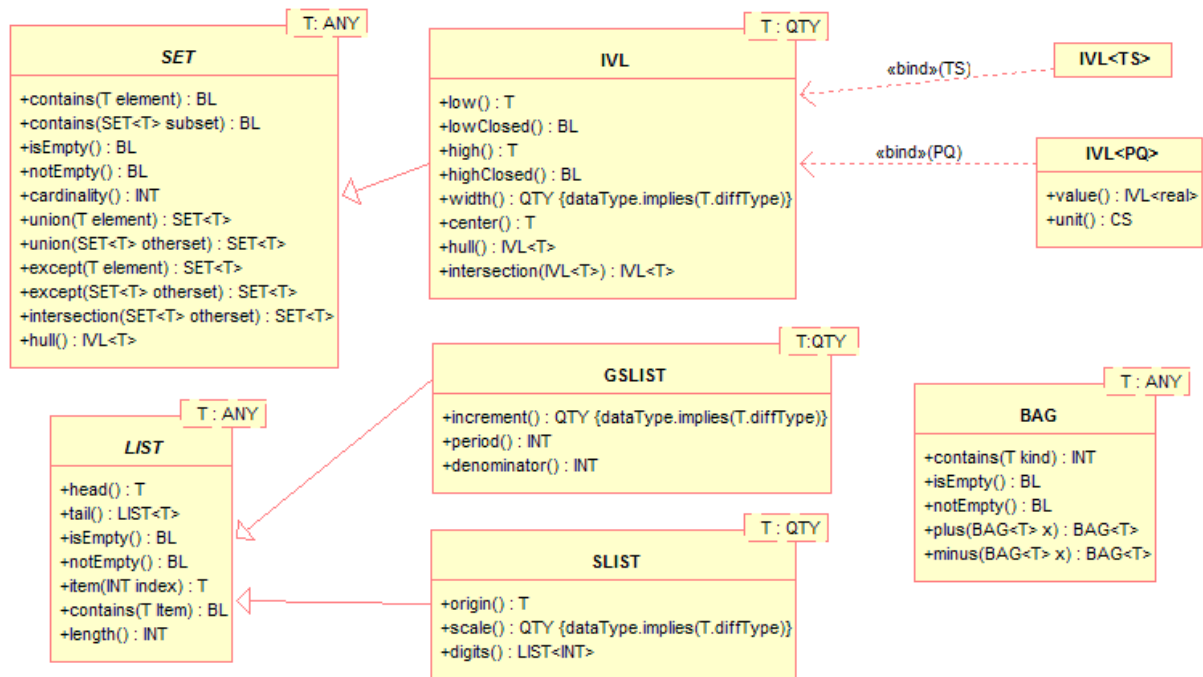 T: ANY
SET
+contains(T element) : BL
+contains(SET<T> subset) : BL
+isEmpty() : BL
+notEmpty() : BL
+cardinality() : INT
+union(T element) : SET<T>
+union(SET<T> otherset) : SET<T>
+except(T element) : SET<T>
+except(SET<T> otherset) : SET<T>
+intersection(SET<T> otherset) : SET<T>
+hull() : IVL<T>
T : QTY
IVL
+low() : T
+lowClosed() : BL
+high() : T
+highClosed() : BL
+width() : QTY {dataType.implies(T.diffType)}
+center() : T
+hull() : IVL<T>
+intersection(IVL<T>) : IVL<T>
«bind»(TS)
IVL<TS>
«bind»(PQ)
IVL<PQ>
+value() : IVL<real>
+unit() : CS
T : ANY
LIST
+head() : T
+tail() : LIST<T>
+isEmpty() : BL
+notEmpty() : BL
+item(INT index) : T
+contains(T Item) : BL
+length() : INT
T:QTY
GSLIST
+increment() : QTY {dataType.implies(T.diffType)}
+period() : INT
+denominator() : INT
T : QTY
SLIST
+origin() : T
+scale() : QTY {dataType.implies(T.diffType)}
+digits() : LIST<INT>
T : ANY
BAG
+contains(T kind) : INT
+isEmpty() : BL
+notEmpty() : BL
+plus(BAG<T> x) : BAG<T>
+minus(BAG<T> x) : BAG<T>